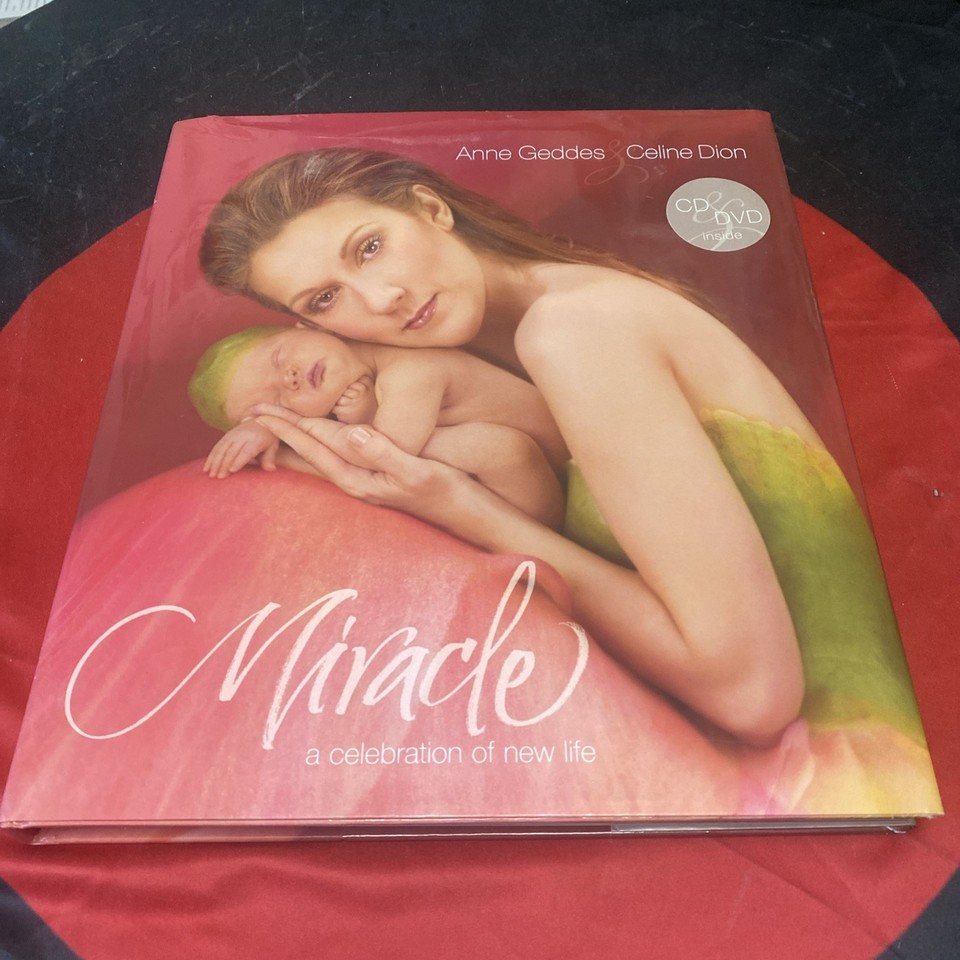 Anne Geddes & Celine Dion
CD &
DVD
inside
Miracle
a celebration of new life